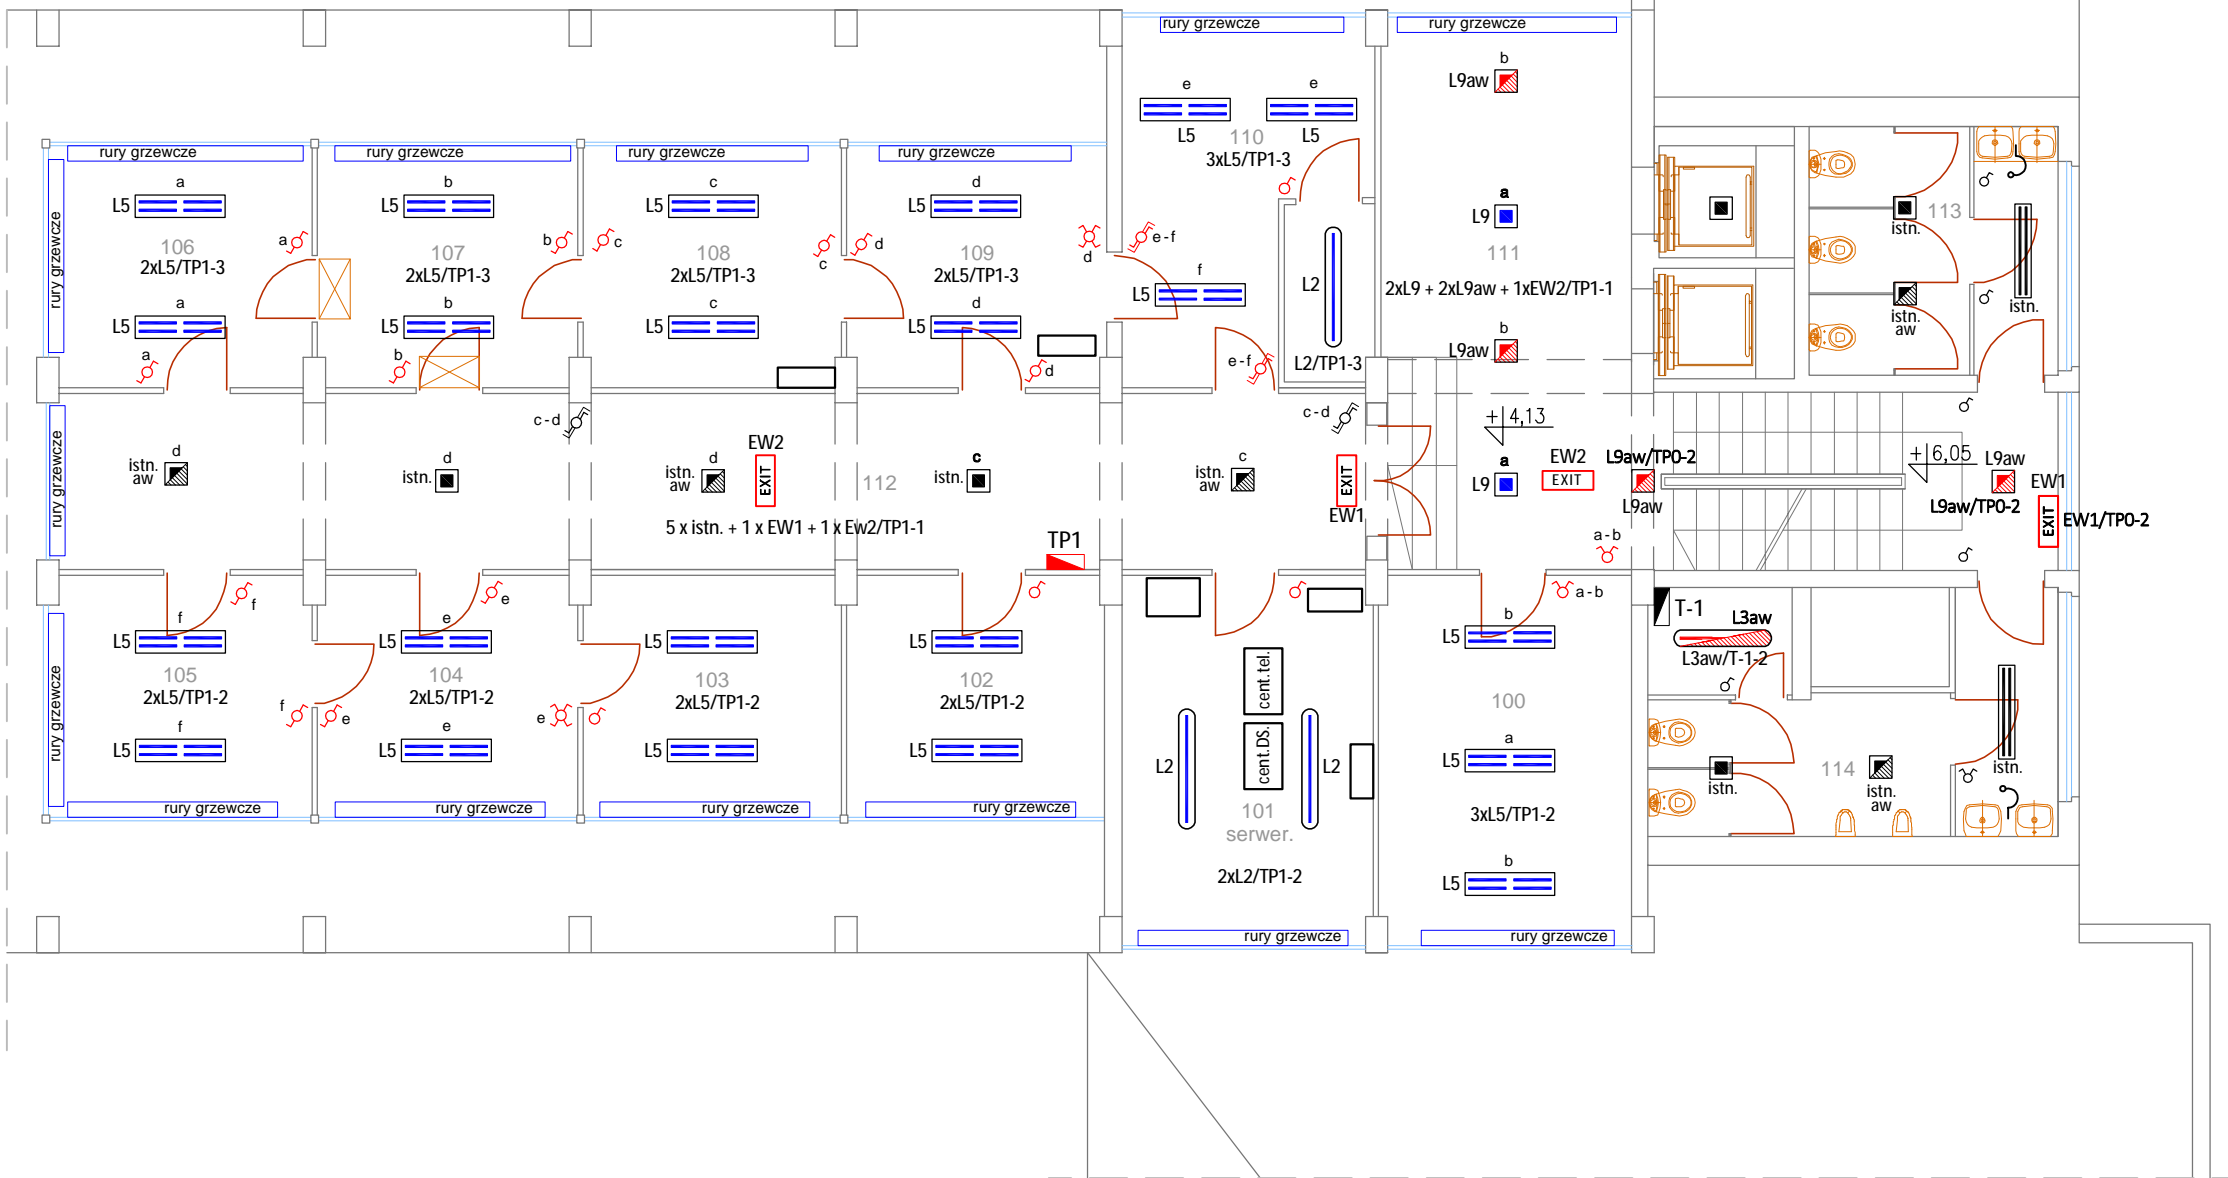 rury grzewcze
rury grzewcze
b
L9aw
e
e
L5
L5
110
3xL5/TP1-3
rury grzewcze
rury grzewcze
rury grzewcze
rury grzewcze
rury grzewcze
a
L5
b
L5
c
L5
d
L5
106
2xL5/TP1-3
a
107
2xL5/TP1-3
b
c
108
2xL5/TP1-3
c
d
109
2xL5/TP1-3
d
e-f
f
L5
a
L5
b
L5
c
L5
d
L5
a
b
d
e-f
L2
L2/TP1-3
a
L9
111
2xL9 + 2xL9aw + 1xEW2/TP1-1
b
L9aw
113
istn.
istn.
aw
istn.
rury grzewcze
d
istn.
aw
d
istn.
c-d
d
istn.
aw
EW2
EXIT
112
c
istn.
5 x istn. + 1 x EW1 + 1 x Ew2/TP1-1
TP1
c
istn.
aw
c-d
EXIT
EW1
+4,13
a
L9
EW2
EXIT
L9aw/TP0-2
L9aw
a-b
+6,05
L9aw
L9aw/TP0-2
EW1
EXIT
EW1/TP0-2
rury grzewcze
f
f
L5
105
2xL5/TP1-2
f
f
L5
e
e
L5
104
2xL5/TP1-2
e
e
L5
e
L5
103
2xL5/TP1-2
L5
L5
102
2xL5/TP1-2
L5
rury grzewcze
rury grzewcze
rury grzewcze
rury grzewcze
cent.tel.
cent.DS.
L2
L2
101
serwer.
2xL2/TP1-2
rury grzewcze
a-b
b
L5
100
a
L5
3xL5/TP1-2
b
L5
rury grzewcze
T-1
L3aw
L3aw/T-1-2
istn.
114
istn.
aw
istn.